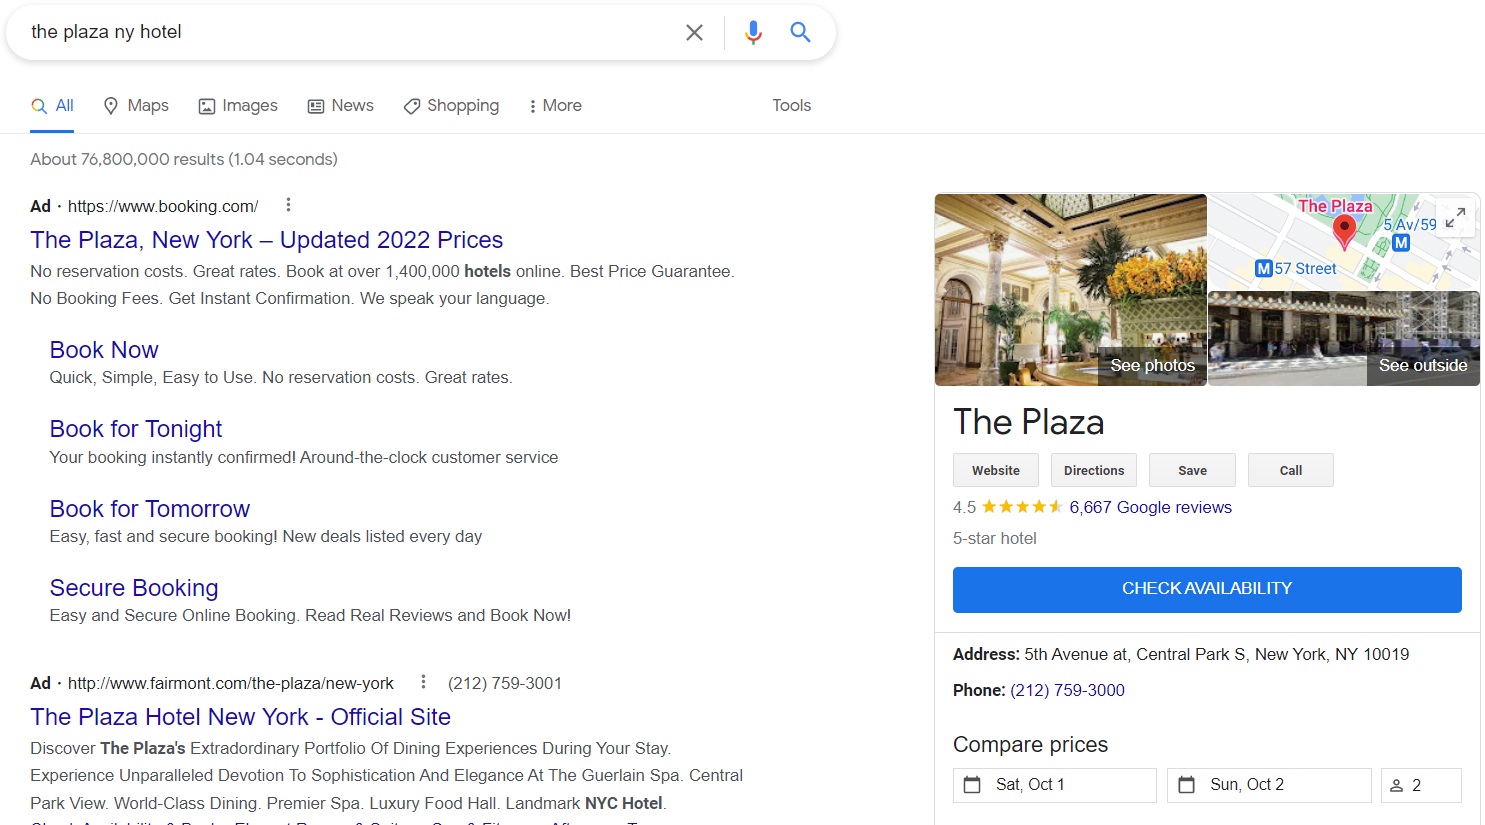 the plaza ny hotel
All
Maps
Images
News
Shopping
More
Tools
About 76,800,000 results (1.04 seconds)
Ad · https://www.booking.com/
The Plaza, New York – Updated 2022 Prices
No reservation costs. Great rates. Book at over 1,400,000 hotels online. Best Price Guarantee.
No Booking Fees. Get Instant Confirmation. We speak your language.
Book Now
Quick, Simple, Easy to Use. No reservation costs. Great rates.
Book for Tonight
Your booking instantly confirmed! Around-the-clock customer service
Book for Tomorrow
Easy, fast and secure booking! New deals listed every day
Secure Booking
Easy and Secure Online Booking. Read Real Reviews and Book Now!
Ad · http://www.fairmont.com/the-plaza/new-york (212) 759-3001
The Plaza Hotel New York - Official Site
Discover The Plaza's Extradordinary Portfolio Of Dining Experiences During Your Stay.
Experience Unparalleled Devotion To Sophistication And Elegance At The Guerlain Spa. Central
Park View. World-Class Dining. Premier Spa. Luxury Food Hall. Landmark NYC Hotel.
The Plaza
5 Av/59
M
M 57 Street
See photos
See outside
The Plaza
Website
Directions
Save
Call
4.5 6,667 Google reviews
5-star hotel
CHECK AVAILABILITY
Address: 5th Avenue at, Central Park S, New York, NY 10019
Phone: (212) 759-3000
Compare prices
Sat, Oct 1
Sun, Oct 2
2